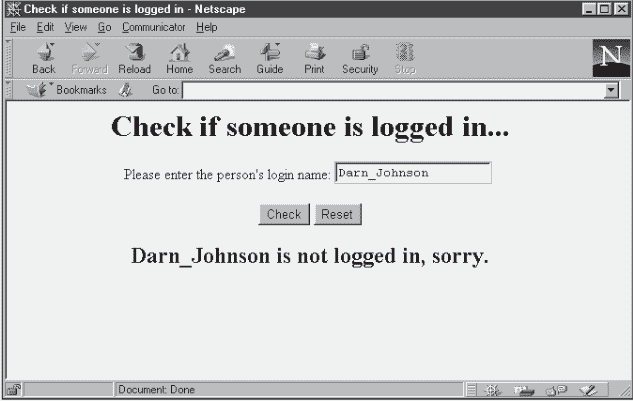 Check if someone is logged in - Netscape
File Edit View Go Communicator Help
Back Forward Reload Home Search Guide Print Security Stop
N
Bookmarks Go to:
Check if someone is logged in...
Please enter the person's login name: Darn_Johnson
Check Reset
Darn_Johnson is not logged in, sorry.
Document: Done